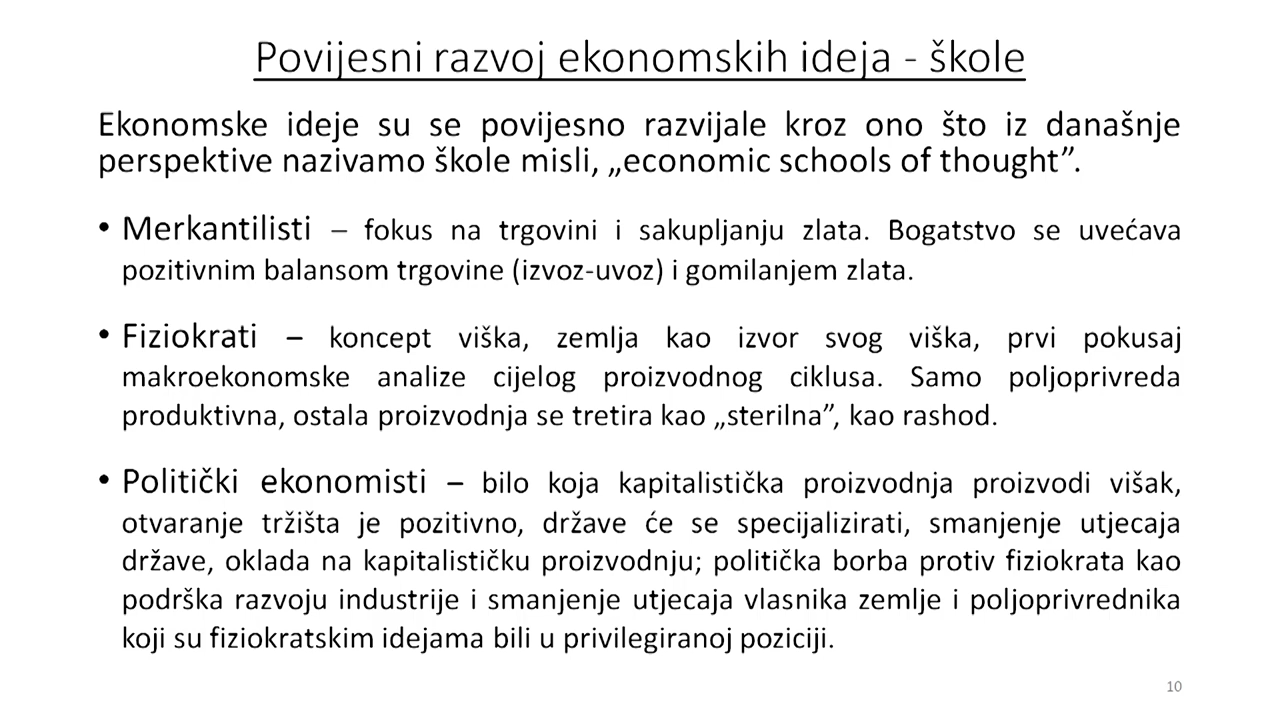 Povijesni razvoj ekonomskih ideja - škole
Ekonomske ideje su se povijesno razvijale kroz ono što iz današnje
perspektive nazivamo škole misli, „economic schools of thought”.
• Merkantilisti – fokus na trgovini i sakupljanju zlata. Bogatstvo se uvećava
pozitivnim balansom trgovine (izvoz-uvoz) i gomilanjem zlata.
• Fiziokrati – koncept viška, zemlja kao izvor svog viška, prvi pokusaj
makroekonomske analize cijelog proizvodnog ciklusa. Samo poljoprivreda
produktivna, ostala proizvodnja se tretira kao „sterilna”, kao rashod.
• Politički ekonomisti – bilo koja kapitalistička proizvodnja proizvodi višak,
otvaranje tržišta je pozitivno, države će se specijalizirati, smanjenje utjecaja
države, oklada na kapitalističku proizvodnju; politička borba protiv fiziokrata kao
podrška razvoju industrije i smanjenje utjecaja vlasnika zemlje i poljoprivrednika
koji su fiziokratskim idejama bili u privilegiranoj poziciji.
10